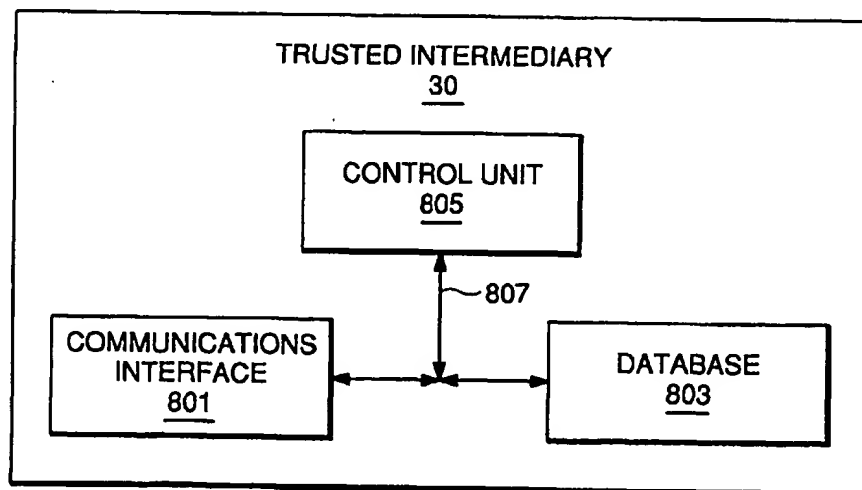 TRUSTED INTERMEDIARY
30
CONTROL UNIT
805
807
COMMUNICATIONS
INTERFACE
801
DATABASE
803